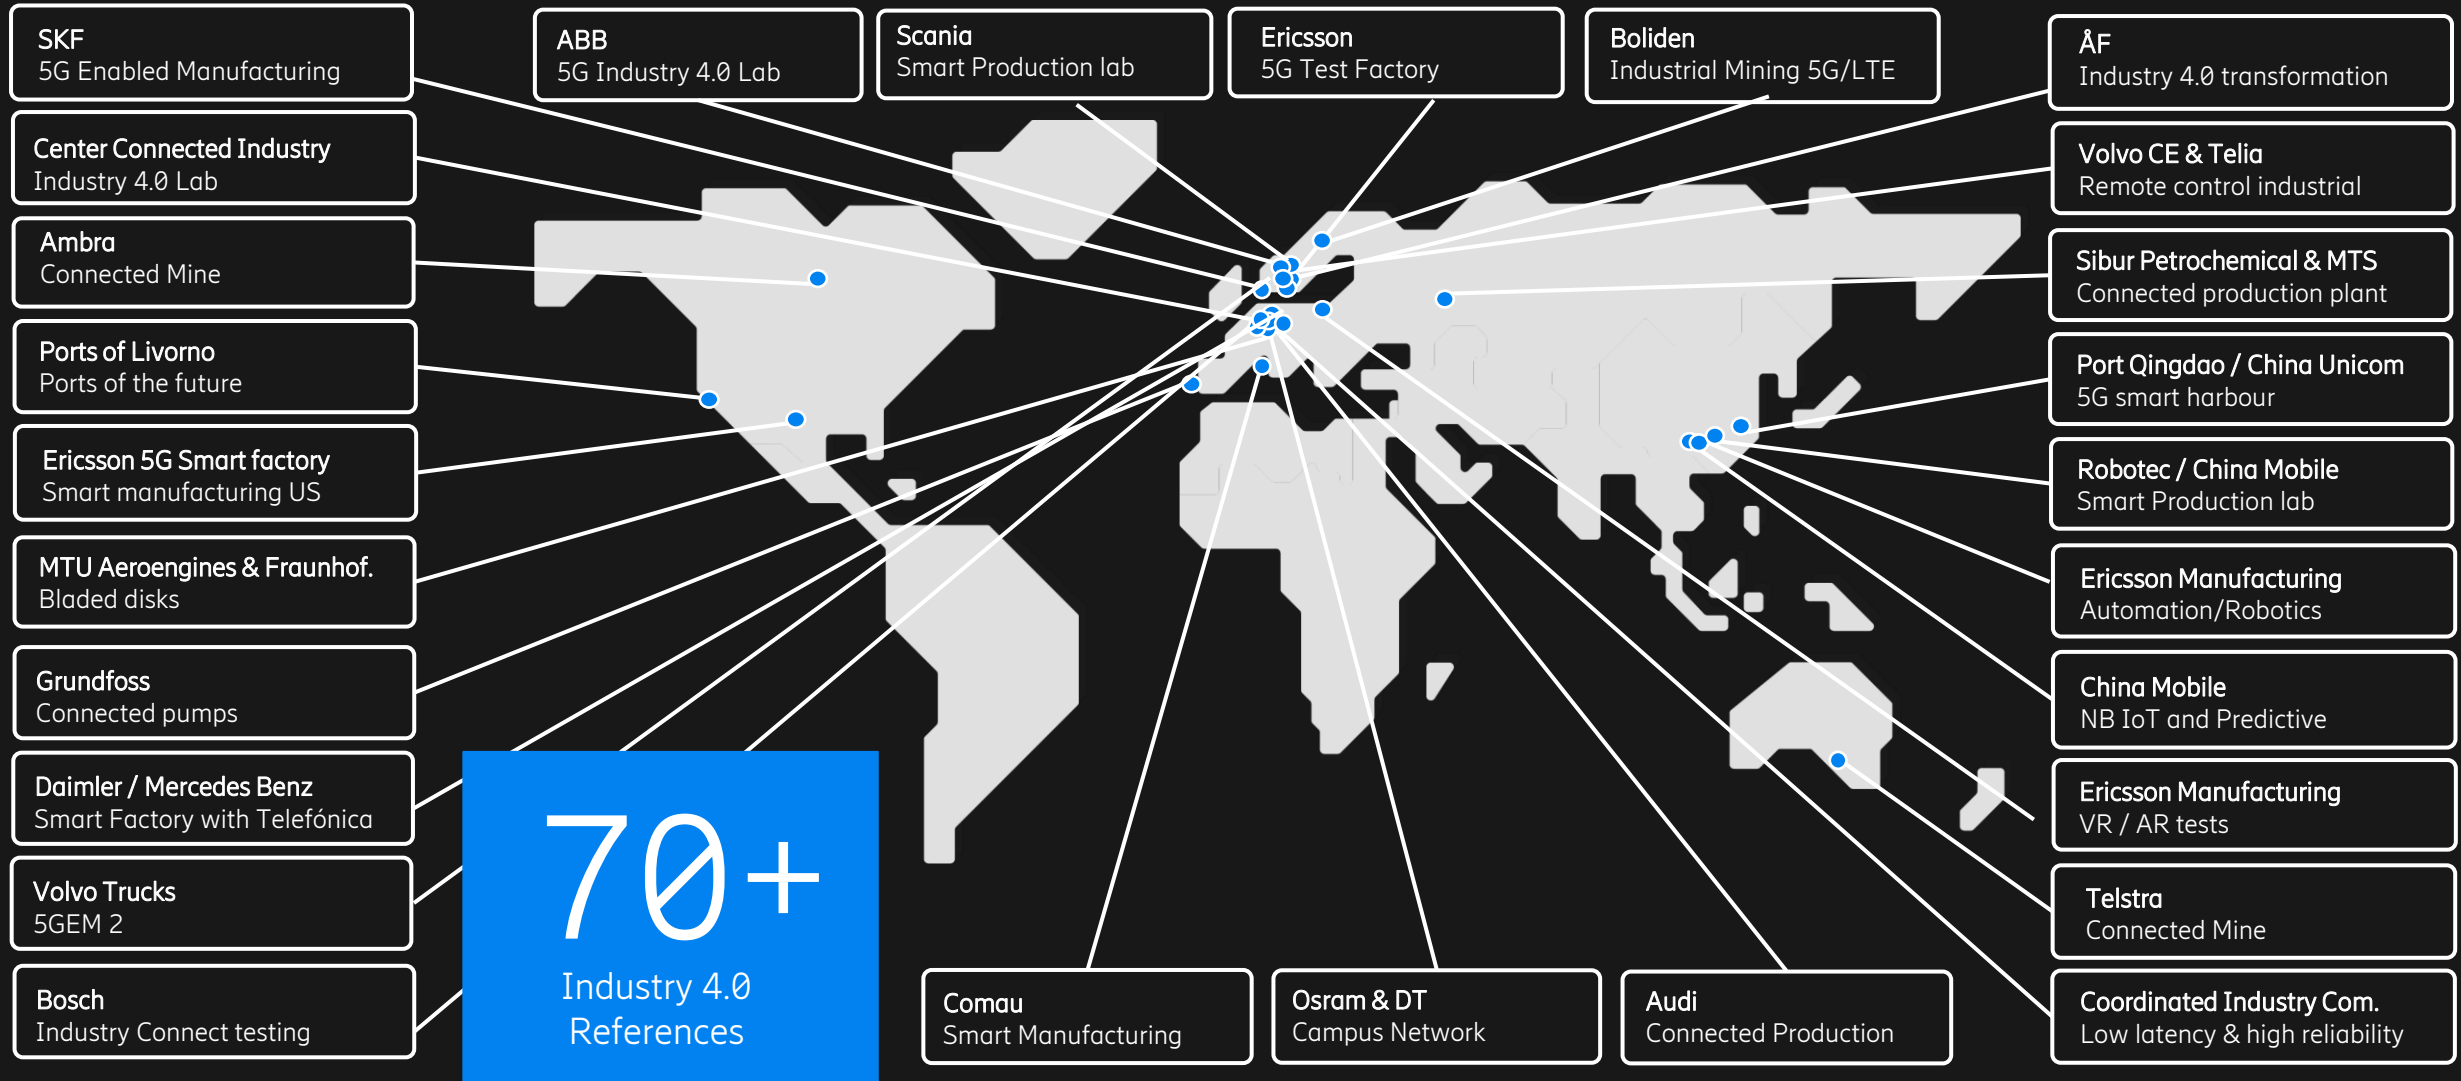 SKF
5G Enabled Manufacturing
Center Connected Industry
Industry 4.0 Lab
Ambra
Connected Mine
Ports of Livorno
Ports of the future
Ericsson 5G Smart factory
Smart manufacturing US
MTU Aeroengines & Fraunhof.
Bladed disks
Grundfoss
Connected pumps
Daimler / Mercedes Benz
Smart Factory with Telefónica
Volvo Trucks
5GEM 2
Bosch
Industry Connect testing
ABB
5G Industry 4.0 Lab
Scania
Smart Production lab
Ericsson
5G Test Factory
Boliden
Industrial Mining 5G/LTE
70+
Industry 4.0
References
Comau
Smart Manufacturing
Osram & DT
Campus Network
Audi
Connected Production
ÅF
Industry 4.0 transformation
Volvo CE & Telia
Remote control industrial
Sibur Petrochemical & MTS
Connected production plant
Port Qingdao / China Unicom
5G smart harbour
Robotec / China Mobile
Smart Production lab
Ericsson Manufacturing
Automation/Robotics
China Mobile
NB IoT and Predictive
Ericsson Manufacturing
VR / AR tests
Telstra
Connected Mine
Coordinated Industry Com.
Low latency & high reliability